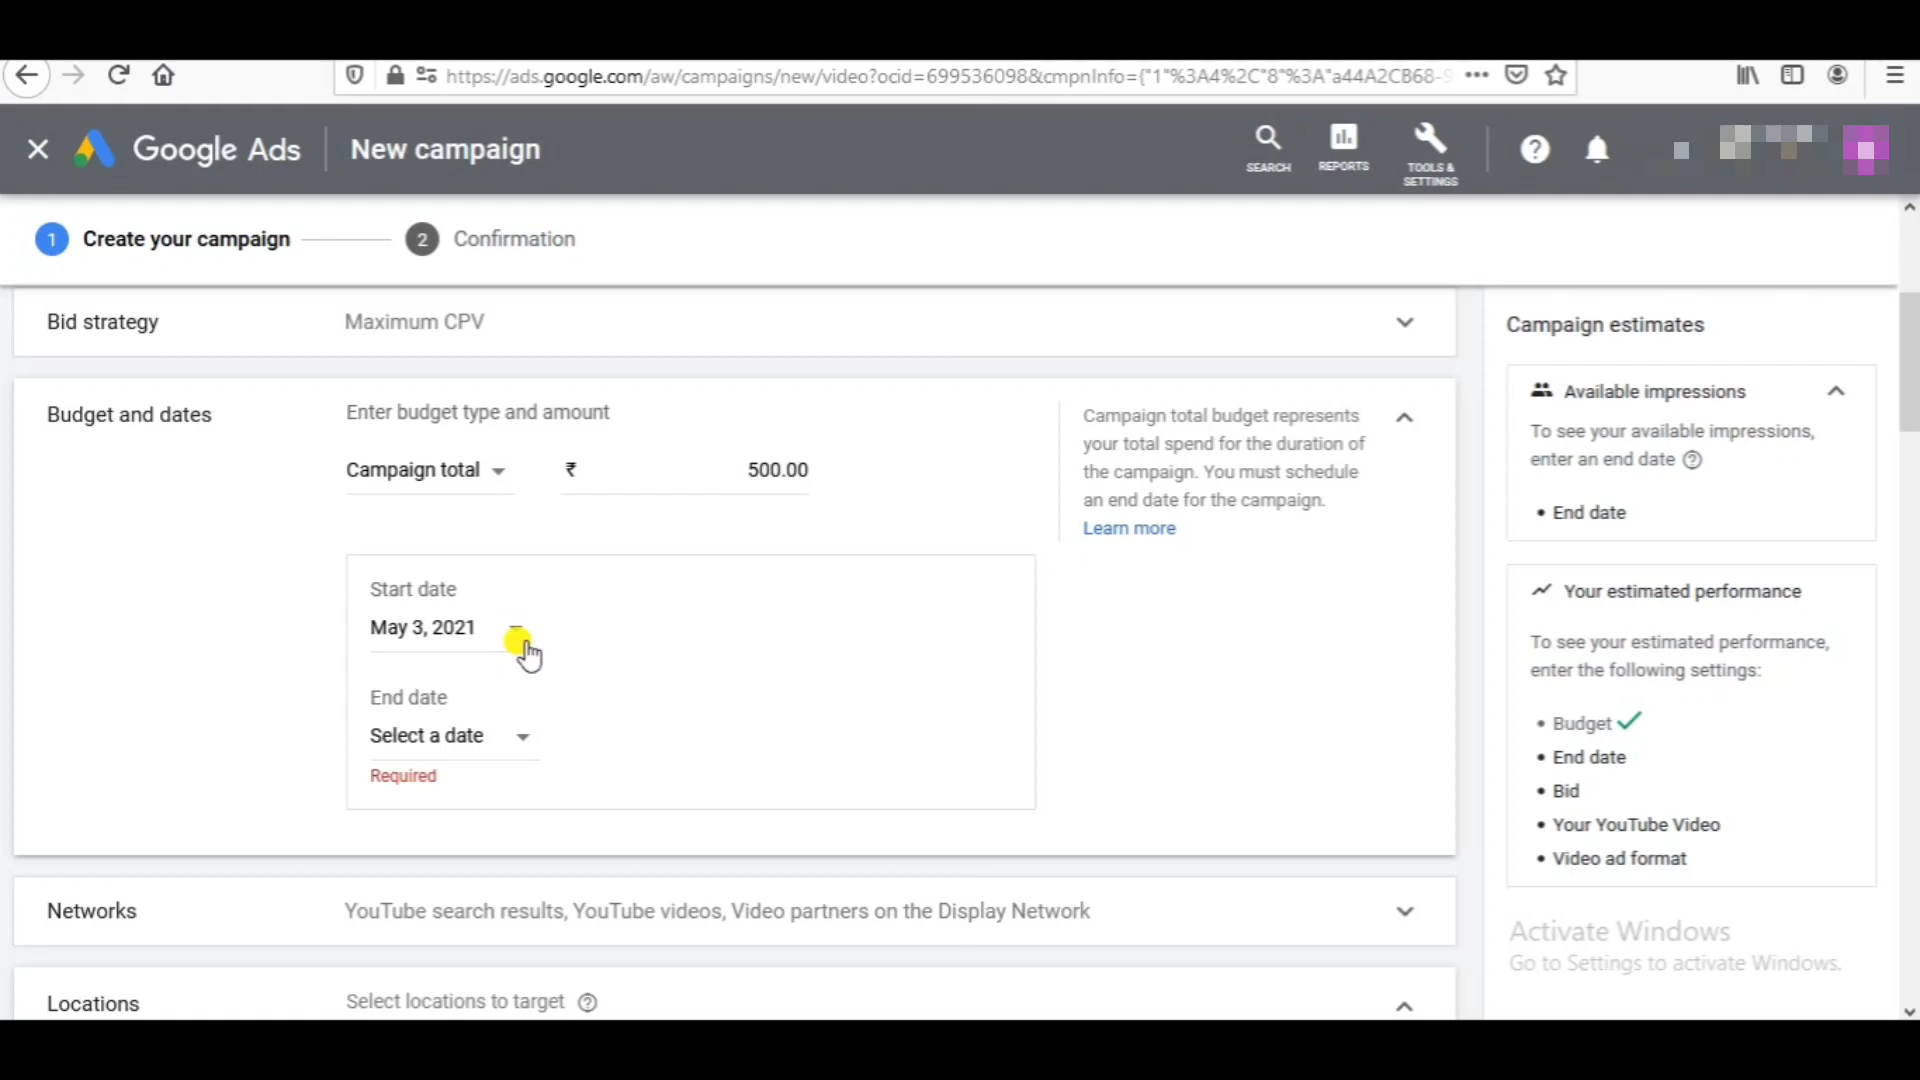 https://ads.google.com/aw/campaigns/new/video?ocid=699536098&cmpnInfo={"1"%3A4%2C"8"%3A"a44A2CB68-9
Google Ads New campaign
SEARCH REPORTS TOOLS & SETTINGS
1 Create your campaign 2 Confirmation
Bid strategy Maximum CPV
Budget and dates
Enter budget type and amount
Campaign total ₹ 500.00
Campaign total budget represents
your total spend for the duration of
the campaign. You must schedule
an end date for the campaign.
Learn more
Start date
May 3, 2021
End date
Select a date
Required
Networks YouTube search results, YouTube videos, Video partners on the Display Network
Locations Select locations to target
Campaign estimates
Available impressions
To see your available impressions,
enter an end date
• End date
Your estimated performance
To see your estimated performance,
enter the following settings:
• Budget
• End date
• Bid
• Your YouTube Video
• Video ad format
Activate Windows
Go to Settings to activate Windows.